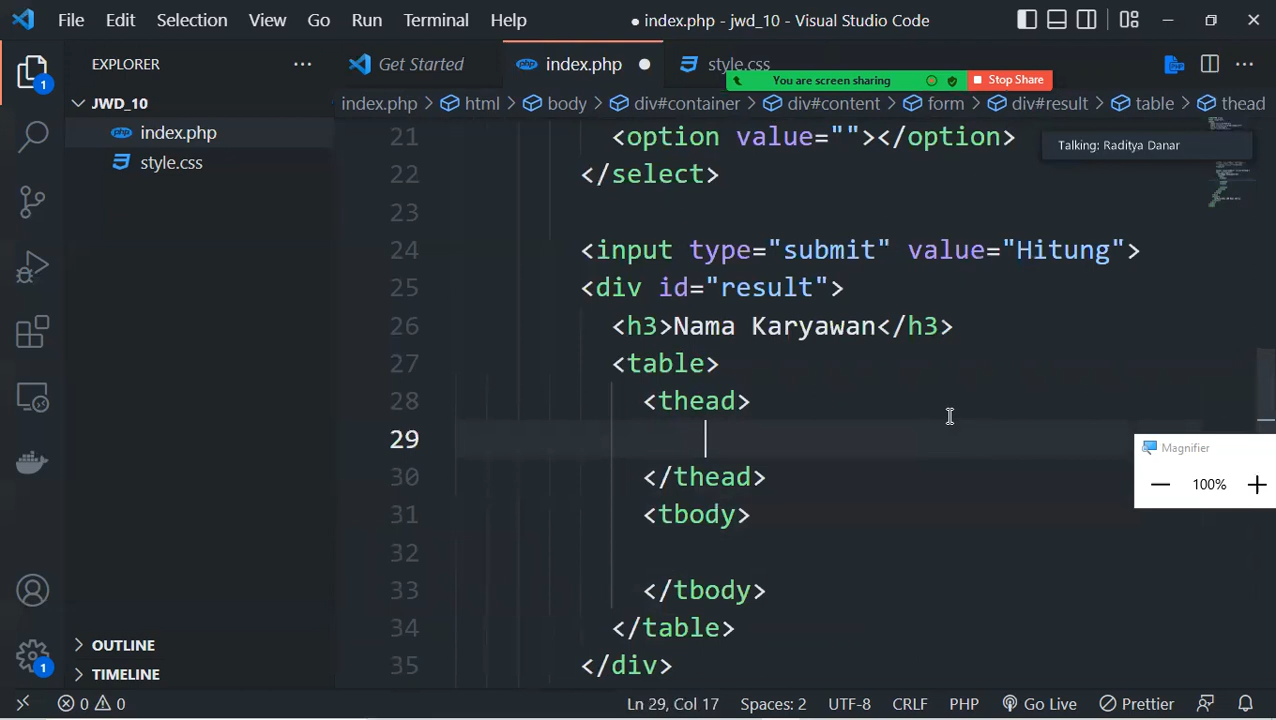 File Edit Selection View Go Run Terminal Help
● index.php - jwd_10 - Visual Studio Code
EXPLORER
Get Started
index.php
style.css
You are screen sharing
Stop Share
JWD_10
index.php > html > body > div#container > div#content > form > div#result > table > thead
Talking: Raditya Danar
index.php
style.css
21 <option value=""></option>
22 </select>
23
24 <input type="submit" value="Hitung">
25 <div id="result">
26 <h3>Nama Karyawan</h3>
27 <table>
28 <thead>
29
30 </thead>
31 <tbody>
32
33 </tbody>
34 </table>
35 </div>
Magnifier
100%
1
1
OUTLINE
TIMELINE
0 0 Ln 29, Col 17 Spaces: 2 UTF-8 CRLF PHP Go Live Prettier